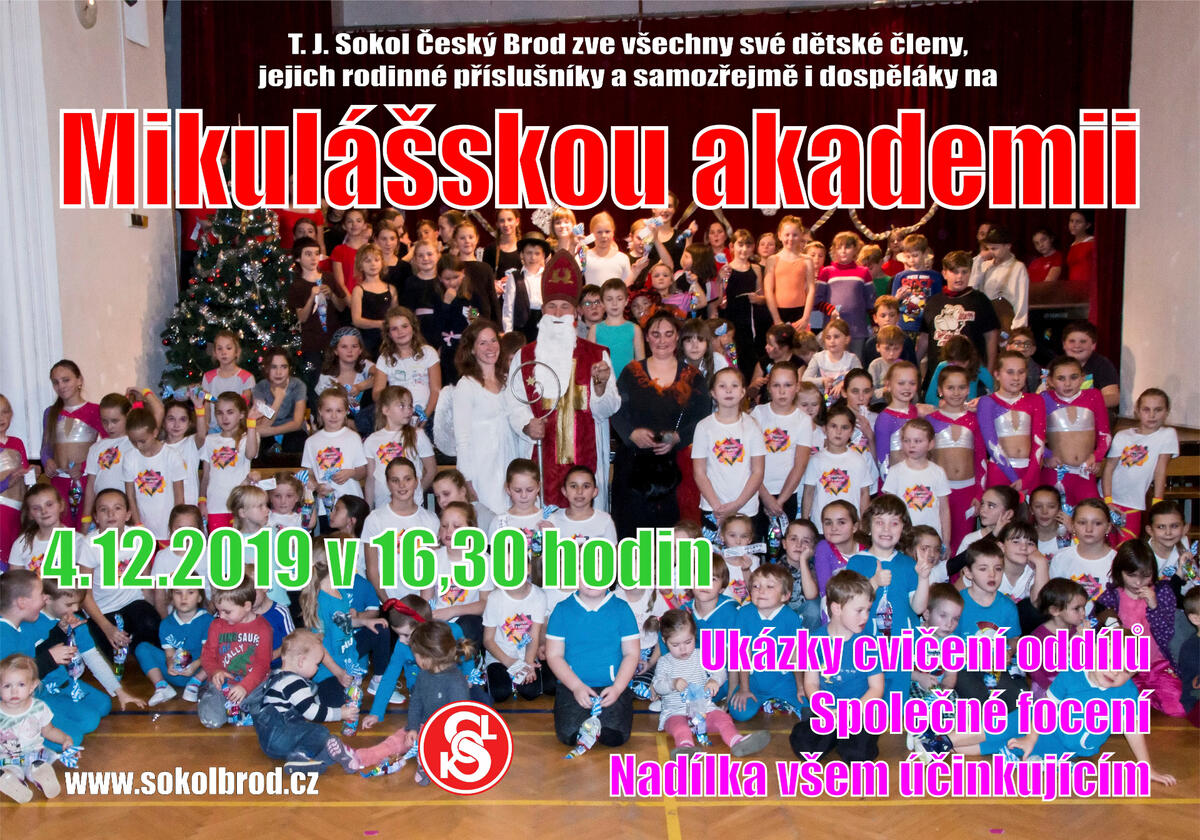 T. J. Sokol Český Brod zve všechny své dětské členy,
jejich rodinné příslušníky a samozřejmě i dospěláky na
Mikulášskou akademii
4.12.2019 v 16,30 hodin
Ukázky cvičení oddílů
Společné focení
Nadílka všem účinkujícím
www.sokolbrod.cz